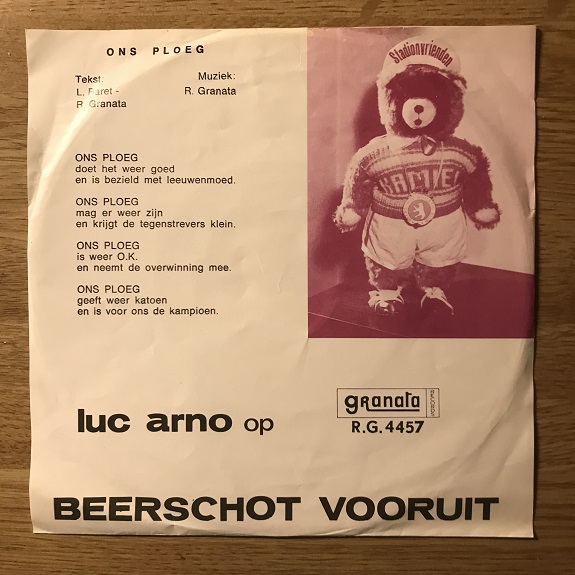 ONS PLOEG
Tekst:
L. Paret -
R. Granata
Muziek:
R. Granata
ONS PLOEG
doet het weer goed
en is bezield met leeuwenmoed.
ONS PLOEG
mag er weer zijn
en krijgt de tegenstrevers klein.
ONS PLOEG
is weer O.K.
en neemt de overwinning mee.
ONS PLOEG
geeft weer katoen
en is voor ons de kampioen.
Stadionvrienden
granata
R.G.4457
luc arno op
BEERSCHOT VOORUIT